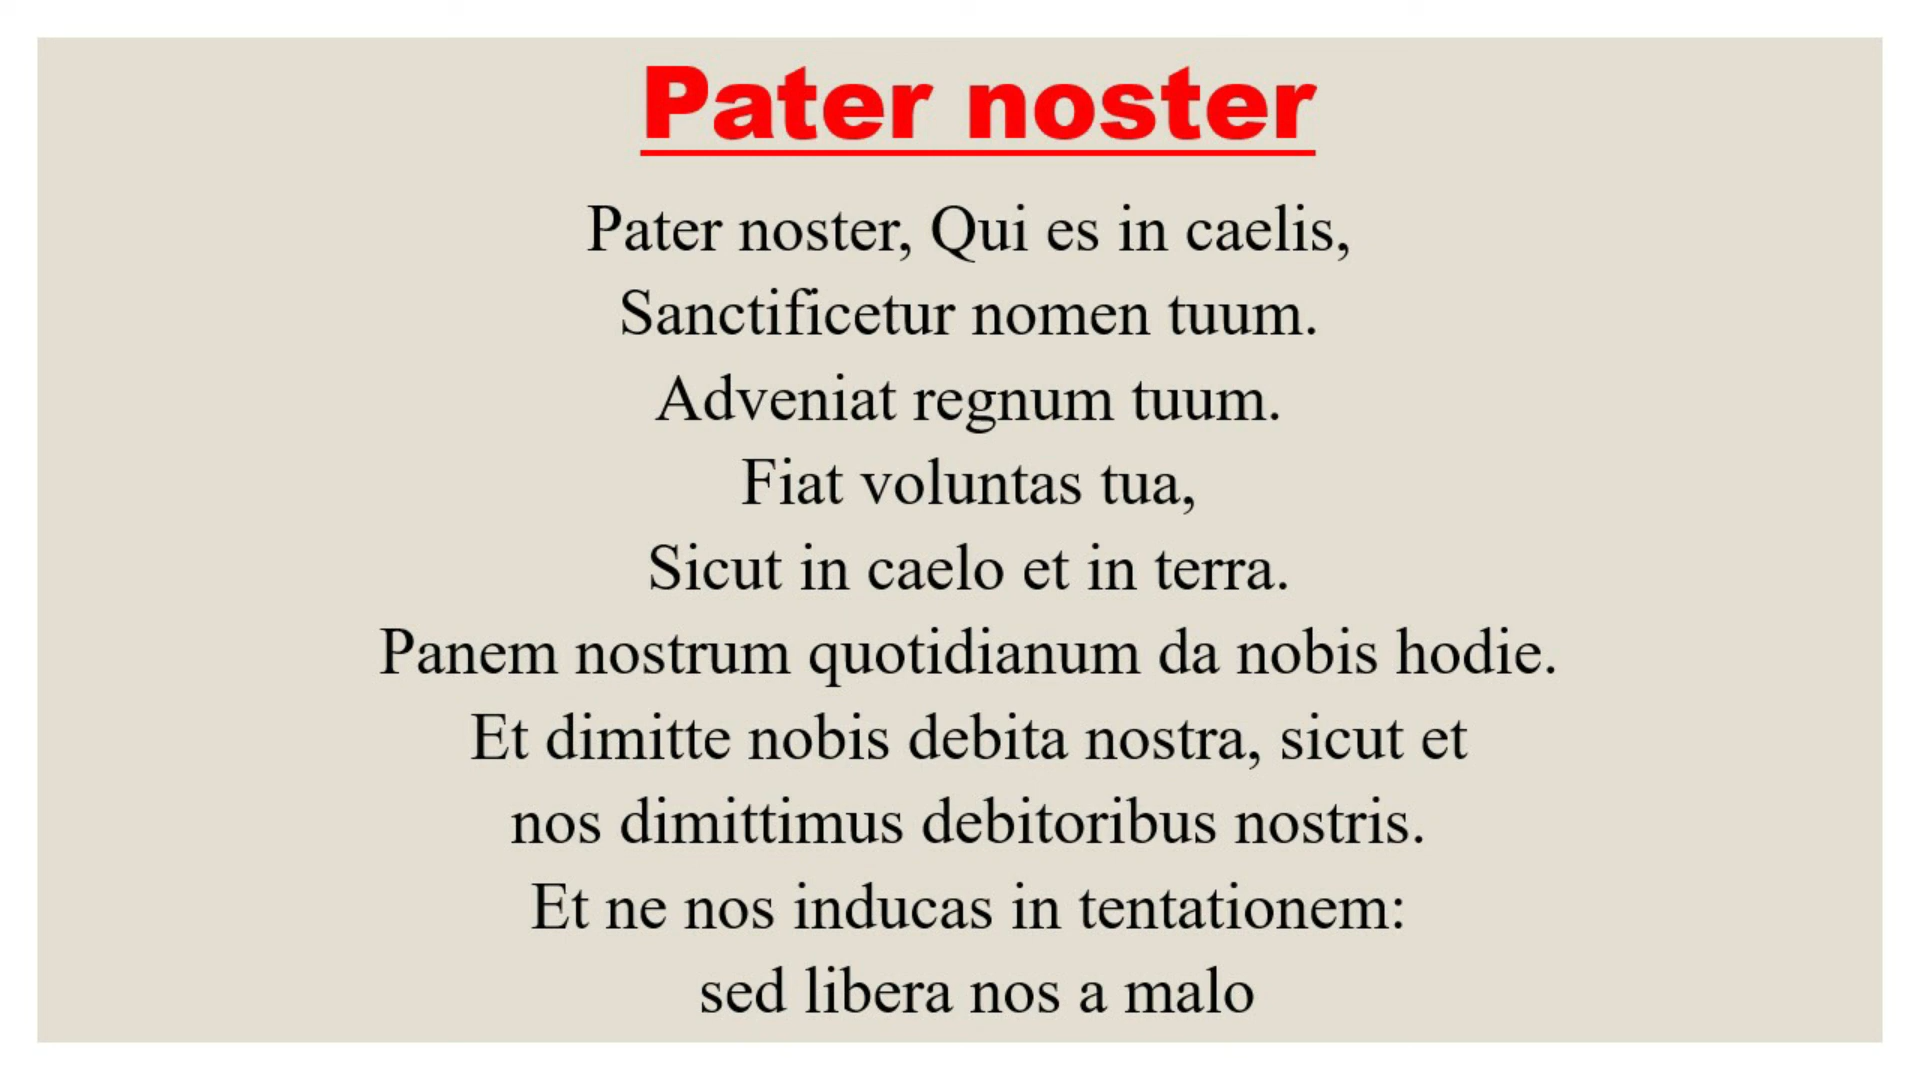 Pater noster
Pater noster, Qui es in caelis,
Sanctificetur nomen tuum.
Adveniat regnum tuum.
Fiat voluntas tua,
Sicut in caelo et in terra.
Panem nostrum quotidianum da nobis hodie.
Et dimitte nobis debita nostra, sicut et
nos dimittimus debitoribus nostris.
Et ne nos inducas in tentationem:
sed libera nos a malo